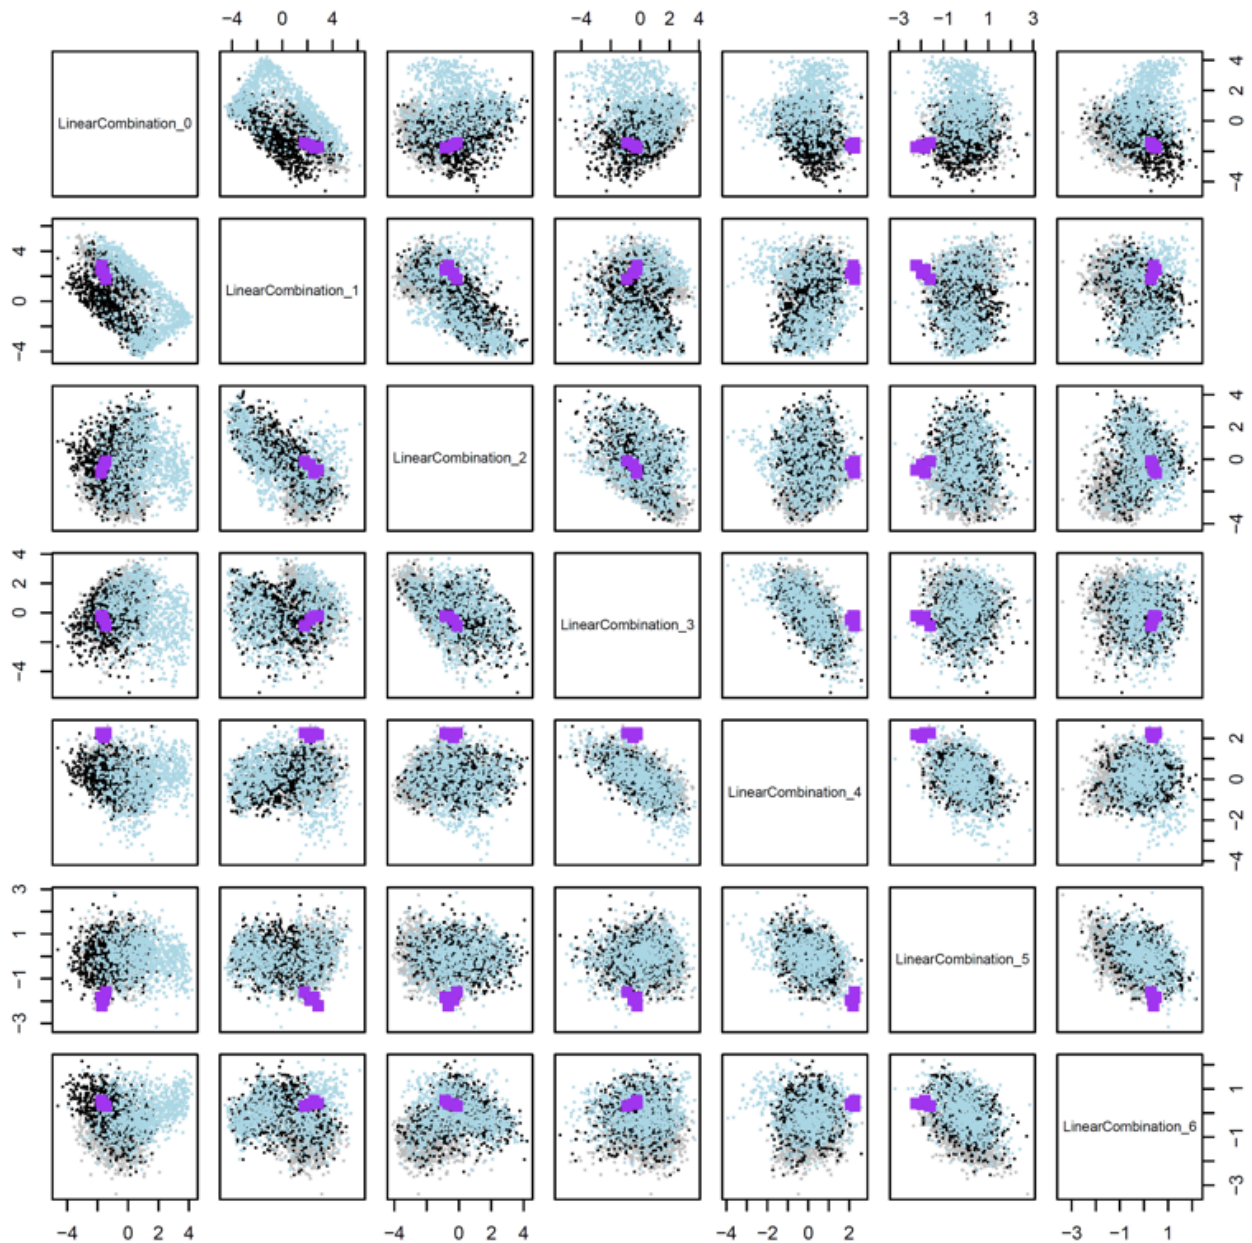 −4 0 4 −4 0 2 4 −3 −1 1 3
LinearCombination_0
−4 0 2 4
LinearCombination_1
−4 0 4
LinearCombination_2
−4 0 2 4
LinearCombination_3
−4 0 2 4
LinearCombination_4
−4 −2 0 2
LinearCombination_5
−3 −1 1 3
LinearCombination_6
−3 −1 1
−4 0 2 4 −4 0 2 4 −4 −2 0 2 −3 −1 1